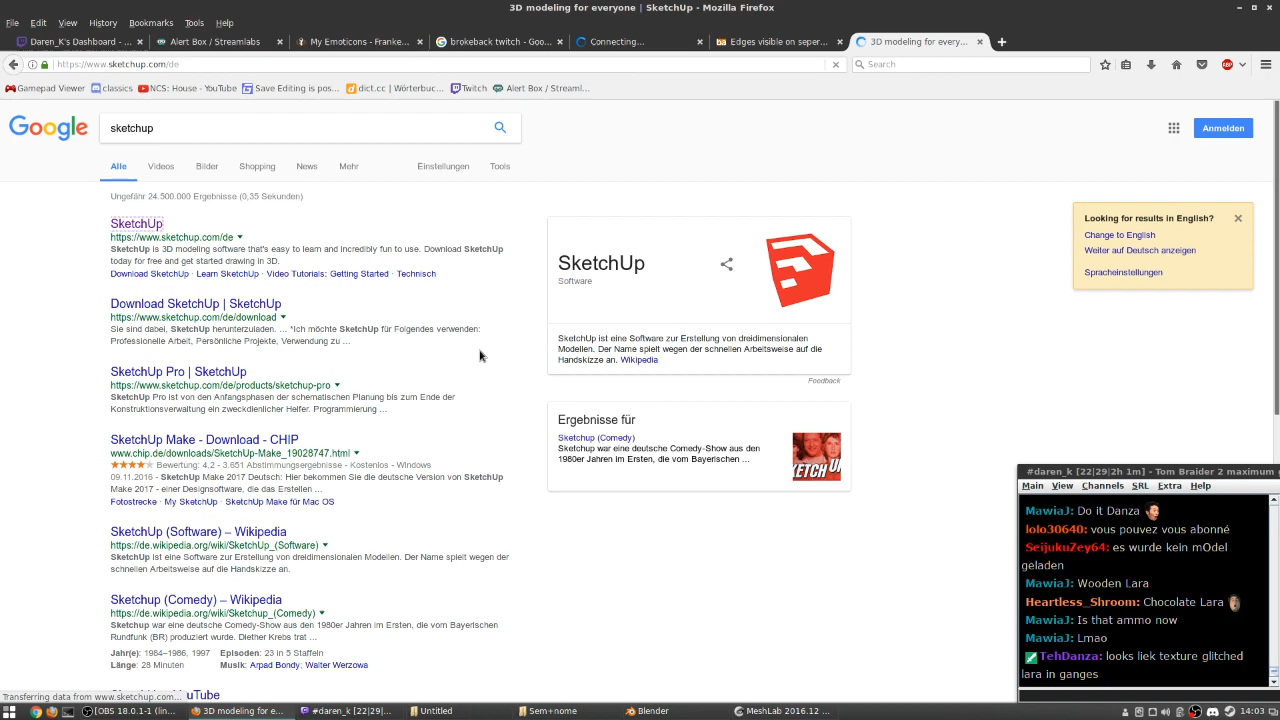 3D modeling for everyone | SketchUp - Mozilla Firefox
File Edit View History Bookmarks Tools Help
Daren_K's Dashboard - ... Alert Box / Streamlabs My Emoticons - Franke... brokeback twitch - Goo... Connecting... Edges visible on seper... 3D modeling for every...
https://www.sketchup.com/de Search
Gamepad Viewer classics NCS: House - YouTube Save Editing is pos... dict.cc | Wörterbuc... Twitch Alert Box / Streaml...
Google sketchup Anmelden
Alle Videos Bilder Shopping News Mehr Einstellungen Tools
Ungefähr 24.500.000 Ergebnisse (0,35 Sekunden)
SketchUp
https://www.sketchup.com/de
SketchUp is 3D modeling software that's easy to learn and incredibly fun to use. Download SketchUp
today for free and get started drawing in 3D.
Download SketchUp · Learn SketchUp · Video Tutorials: Getting Started · Technisch
Download SketchUp | SketchUp
https://www.sketchup.com/de/download
Sie sind dabei, SketchUp herunterzuladen. ... *Ich möchte SketchUp für Folgendes verwenden:
Professionelle Arbeit, Persönliche Projekte, Verwendung zu ...
SketchUp Pro | SketchUp
https://www.sketchup.com/de/products/sketchup-pro
SketchUp Pro ist von den Anfangsphasen der schematischen Planung bis zum Ende der
Konstruktionsverwaltung ein zweckdienlicher Helfer. Programmierung ...
SketchUp Make - Download - CHIP
www.chip.de/downloads/SketchUp-Make_19028747.html
Bewertung: 4,2 - 3.651 Abstimmungsergebnisse - Kostenlos - Windows
09.11.2016 - SketchUp Make 2017 Deutsch: Hier bekommen Sie die deutsche Version von SketchUp
Make 2017 - einer Designsoftware, die das Erstellen ...
Fotostrecke · My SketchUp · SketchUp Make für Mac OS
SketchUp (Software) – Wikipedia
https://de.wikipedia.org/wiki/SketchUp_(Software)
SketchUp ist eine Software zur Erstellung von dreidimensionalen Modellen. Der Name spielt wegen der
schnellen Arbeitsweise auf die Handskizze an.
Sketchup (Comedy) – Wikipedia
https://de.wikipedia.org/wiki/Sketchup_(Comedy)
Sketchup war eine deutsche Comedy-Show aus den 1980er Jahren im Ersten, die vom Bayerischen
Rundfunk (BR) produziert wurde. Diether Krebs trat ...
Jahr(e): 1984–1986, 1997 Episoden: 23 in 5 Staffeln
Länge: 28 Minuten Musik: Arpad Bondy; Walter Werzowa
SketchUp
Software
SketchUp ist eine Software zur Erstellung von dreidimensionalen
Modellen. Der Name spielt wegen der schnellen Arbeitsweise auf die
Handskizze an. Wikipedia
Feedback
Ergebnisse für
Sketchup (Comedy)
Sketchup war eine deutsche Comedy-Show aus den
1980er Jahren im Ersten, die vom Bayerischen ...
Looking for results in English?
Change to English
Weiter auf Deutsch anzeigen
Spracheinstellungen
#daren_k [22|29|2h 1m] - Tom Braider 2 maximum
Main View Channels SRL Extra Help
MawiaJ: Do it Danza
lolo30640: vous pouvez vous abonné
SeijukuZey64: es wurde kein mOdel
geladen
MawiaJ: Wooden Lara
Heartless_Shroom: Chocolate Lara
MawiaJ: Is that ammo now
MawiaJ: Lmao
TehDanza: looks liek texture glitched
lara in ganges
Transferring data from www.sketchup.com...
[OBS 18.0.1-1 (lin... 3D modeling for e... #daren_k [22|29|... Untitled Sem+nome Blender MeshLab 2016.12 ... 14:03